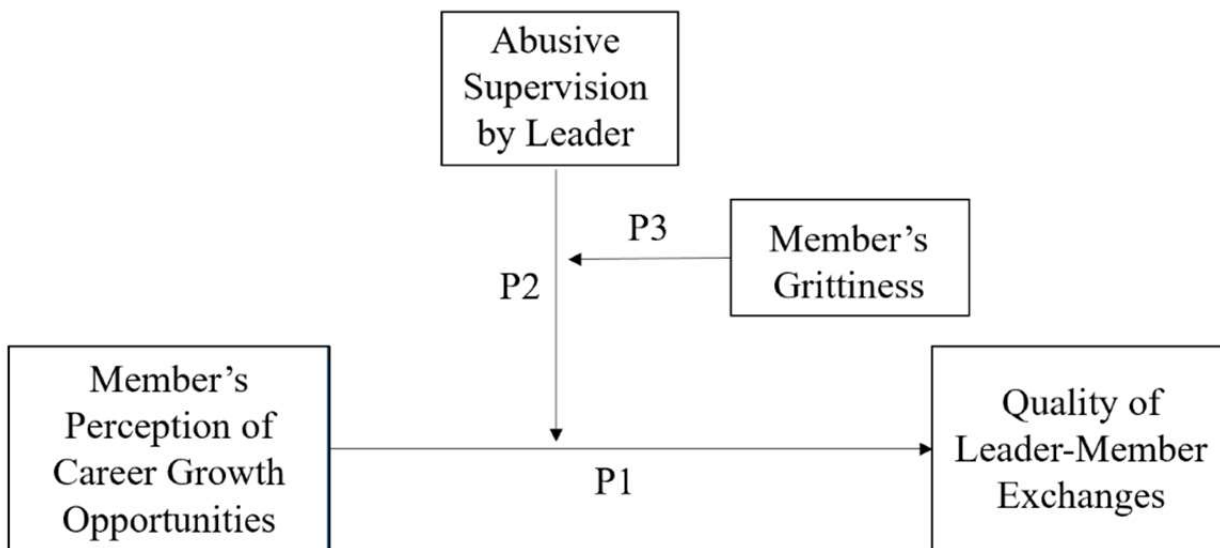 Abusive
Supervision
by Leader
P3
Member’s
Grittiness
P2
Member’s
Perception of
Career Growth
Opportunities
P1
Quality of
Leader-Member
Exchanges